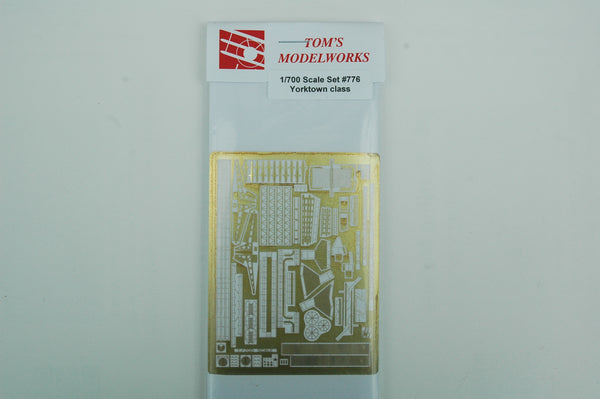 TOM'S
MODELWORKS
1/700 Scale Set #776
Yorktown class